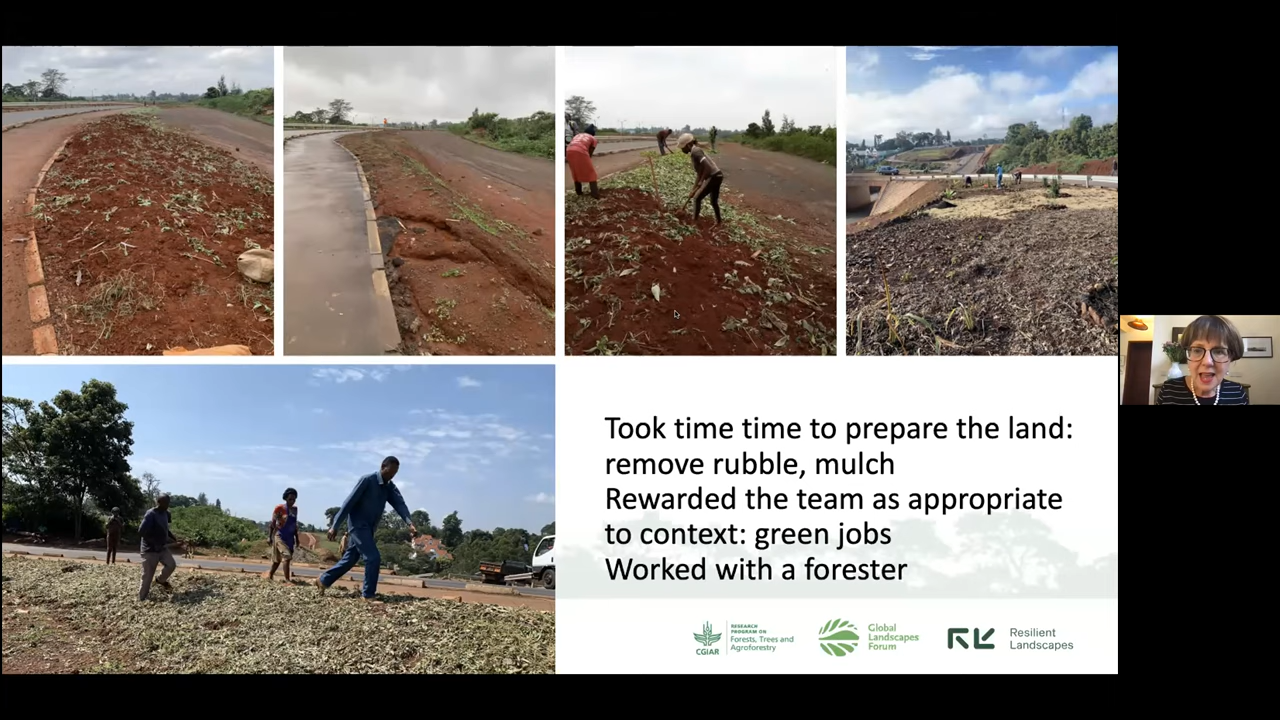 Took time time to prepare the land:
remove rubble, mulch
Rewarded the team as appropriate
to context: green jobs
Worked with a forester
CGIAR
RESEARCH
PROGRAM ON
Forests, Trees and
Agroforestry
Global
Landscapes
Forum
Resilient
Landscapes